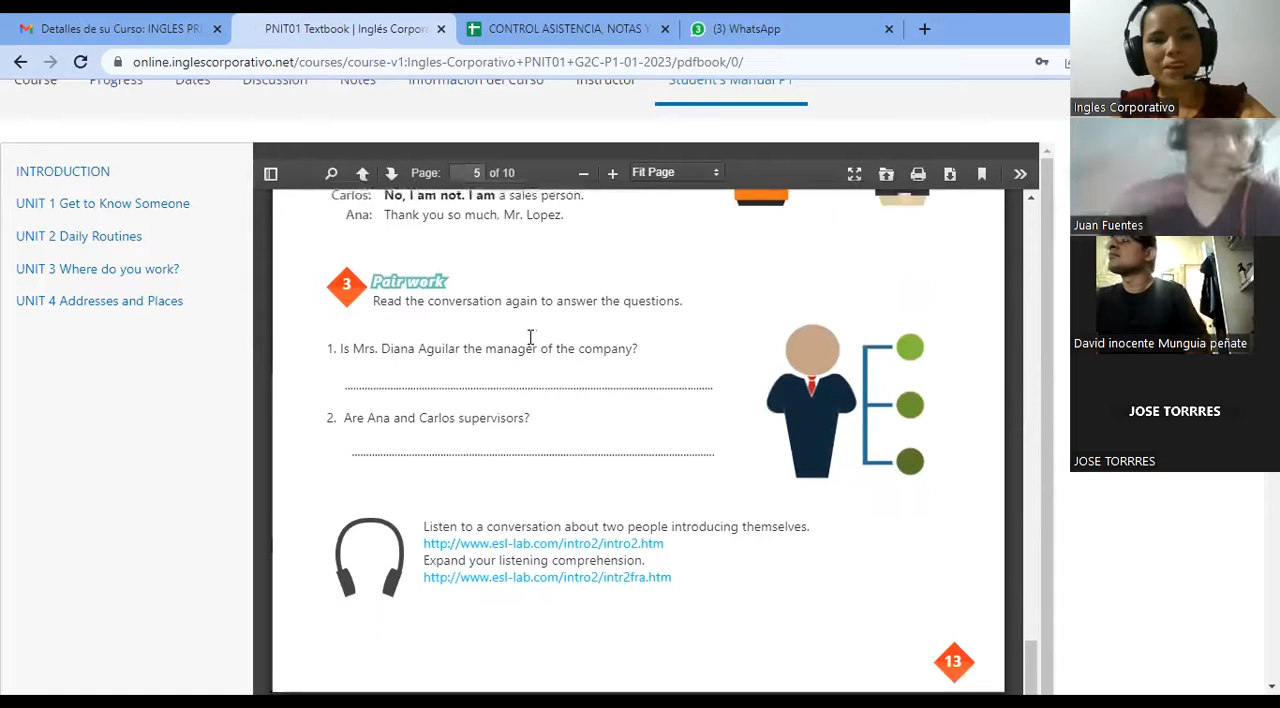 Detalles de su Curso: INGLES PRI
PNIT01 Textbook | Inglés Corpora
CONTROL ASISTENCIA, NOTAS Y
3
(3) WhatsApp
online.inglescorporativo.net/courses/course-v1:Ingles-Corporativo+PNIT01+G2C-P1-01-2023/pdfbook/0/
Course
Progress
Dates
Discussion
Notes
Información del Curso
Instructor
Student's Manual P1
INTRODUCTION
UNIT 1 Get to Know Someone
UNIT 2 Daily Routines
UNIT 3 Where do you work?
UNIT 4 Addresses and Places
Page: 5 of 10
Fit Page
Carlos: No, I am not. I am a sales person.
Ana: Thank you so much, Mr. Lopez.
3 Pair work
Read the conversation again to answer the questions.
1. Is Mrs. Diana Aguilar the manager of the company?
2. Are Ana and Carlos supervisors?
Listen to a conversation about two people introducing themselves.
http://www.esl-lab.com/intro2/intro2.htm
Expand your listening comprehension.
http://www.esl-lab.com/intro2/intr2fra.htm
13
Ingles Corporativo
Juan Fuentes
David inocente Munguia peñate
JOSE TORRRES
JOSE TORRRES